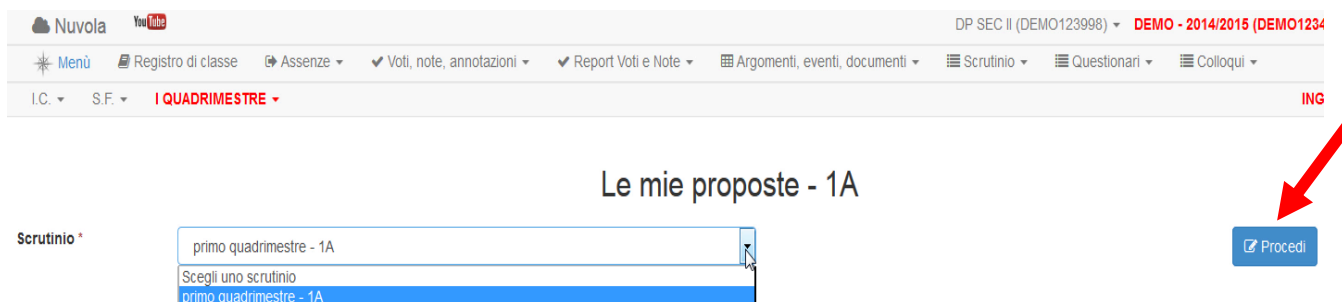 Nuvola YouTube DP SEC II (DEMO123998) DEMO - 2014/2015 (DEMO1234
Menù Registro di classe Assenze Voti, note, annotazioni Report Voti e Note Argomenti, eventi, documenti Scrutinio Questionari Colloqui
I.C. S.F. I QUADRIMESTRE ING
Le mie proposte - 1A
Scrutinio * primo quadrimestre - 1A Procedi
Scegli uno scrutinio
primo quadrimestre - 1A